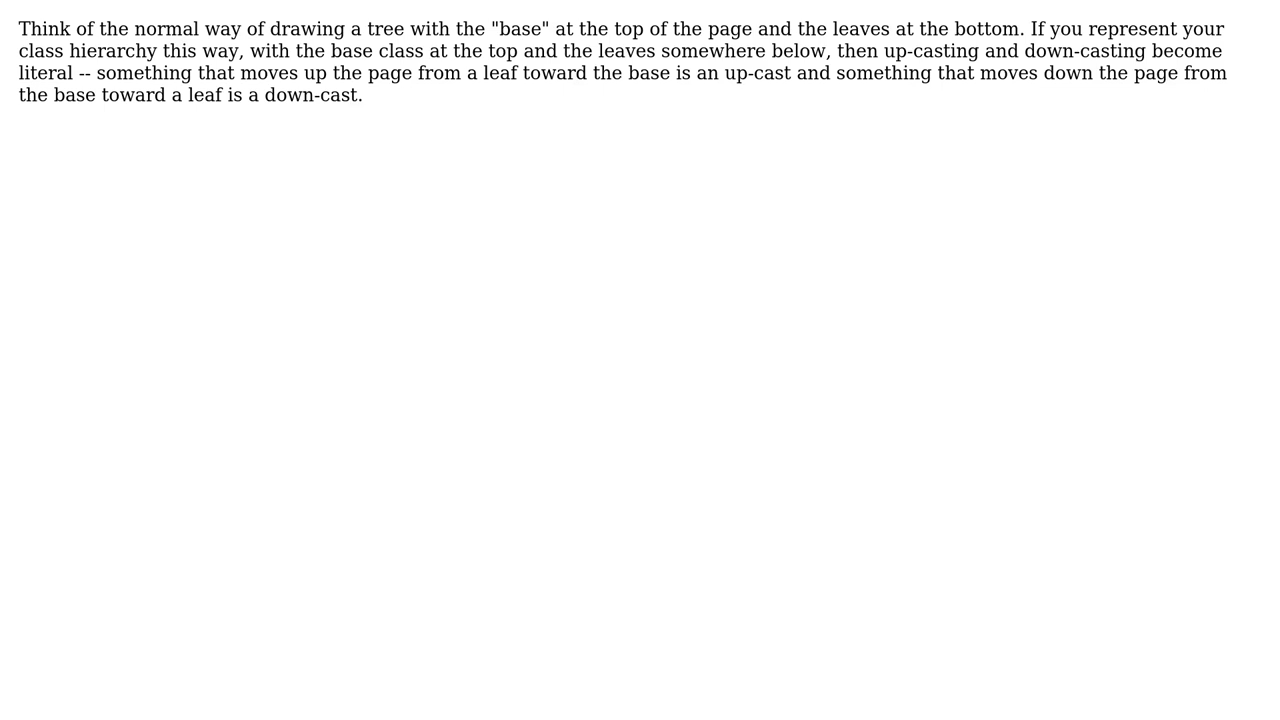 Think of the normal way of drawing a tree with the "base" at the top of the page and the leaves at the bottom. If you represent your
class hierarchy this way, with the base class at the top and the leaves somewhere below, then up-casting and down-casting become
literal -- something that moves up the page from a leaf toward the base is an up-cast and something that moves down the page from
the base toward a leaf is a down-cast.